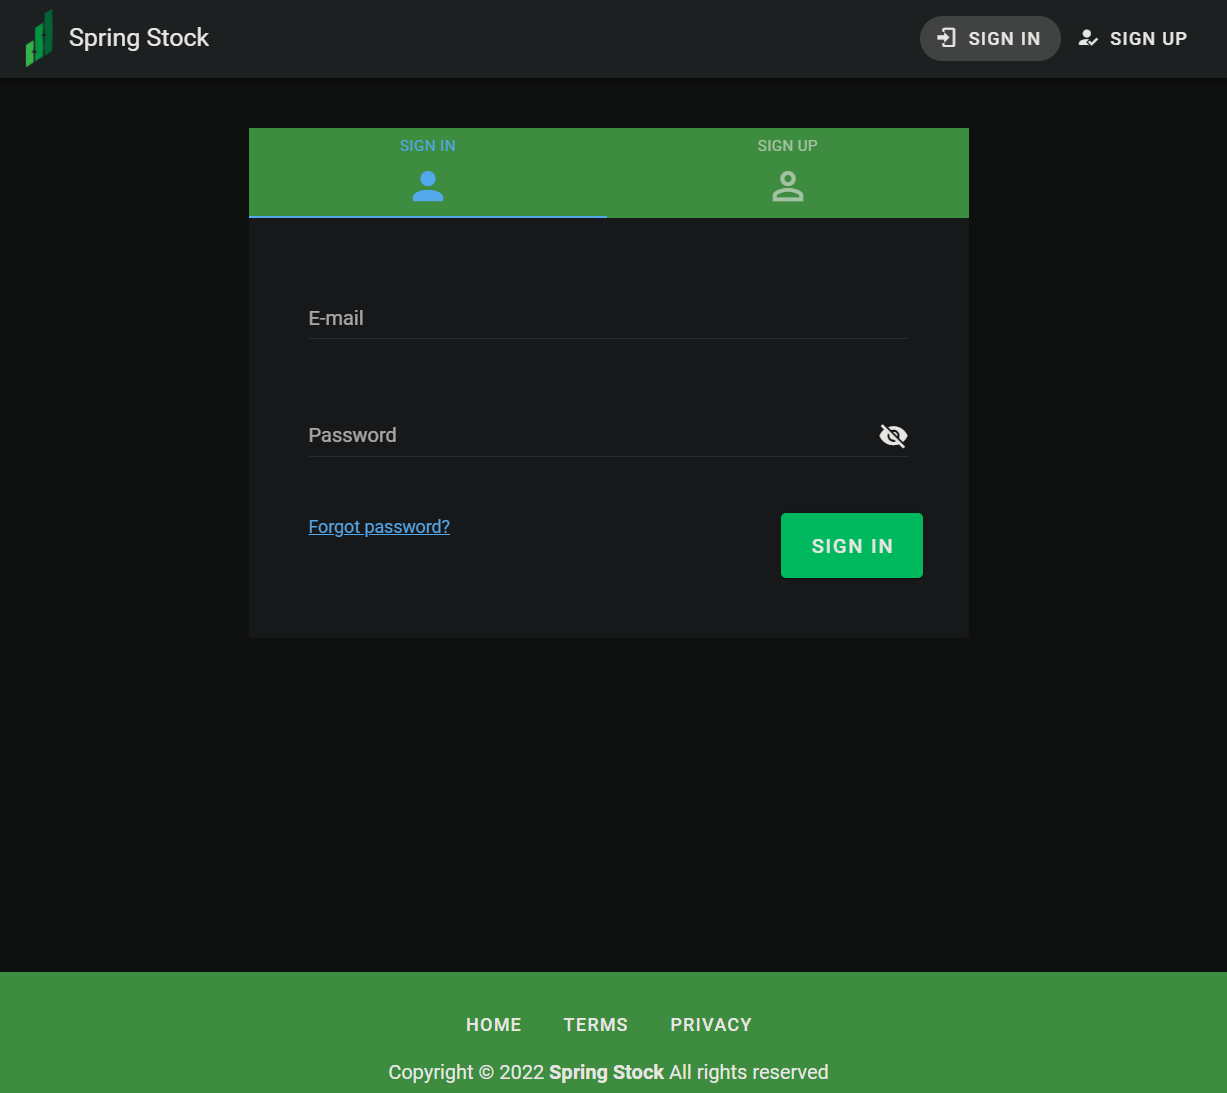 Spring Stock
SIGN IN
SIGN UP
SIGN IN
SIGN UP
E-mail
Password
Forgot password?
SIGN IN
HOME
TERMS
PRIVACY
Copyright © 2022 Spring Stock All rights reserved